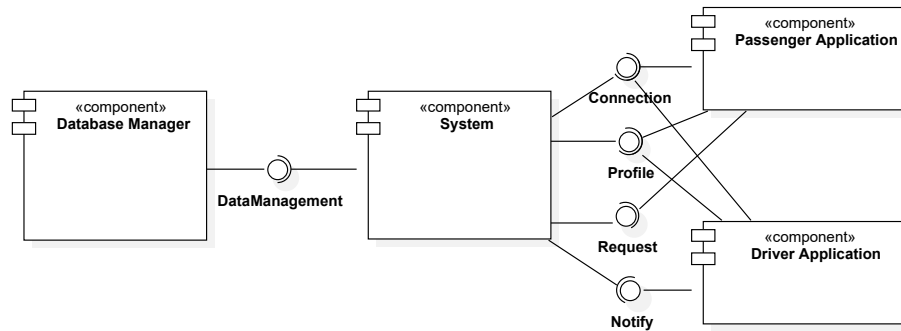 «component»
Passenger Application
Connection
«component»
Database Manager
«component»
System
Profile
DataManagement
Request
«component»
Driver Application
Notify